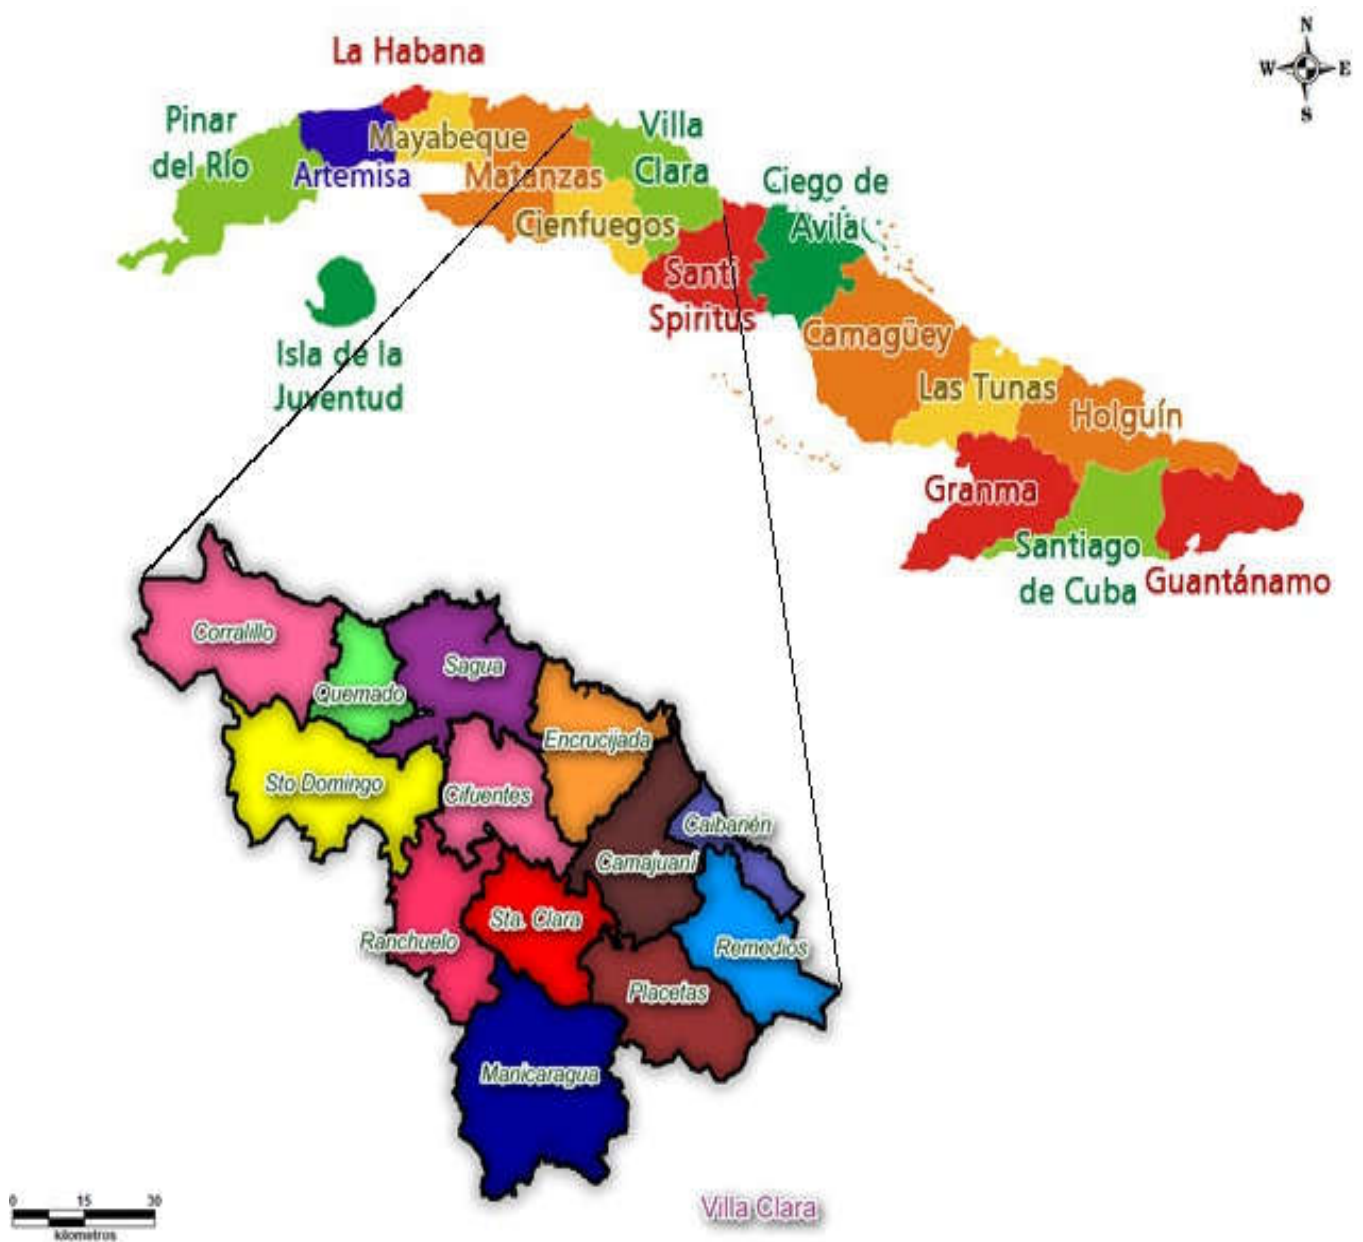 N
W E
S
La Habana
Pinar
del Río
Artemisa
Mayabeque
Matanzas
Villa
Clara
Cienfuegos
Ciego de
Avila
Santi
Spiritus
Isla de la
Juventud
Camagüey
Las Tunas
Holguín
Granma
Santiago
de Cuba
Guantánamo
Corralillo
Quemado
Sagua
Encrucijada
Sto Domingo
Cifuentes
Caibanén
Camajuaní
Ranchuelo
Sta. Clara
Remedios
Placetas
Manicaragua
0 15 30
kilometros
Villa Clara